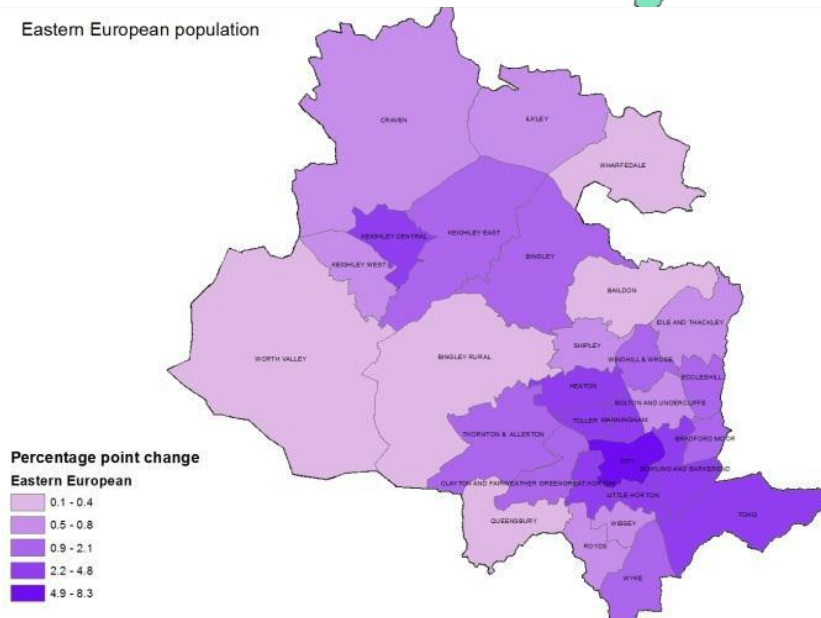 Eastern European population
CRAVEN
ILKLEY
WHARFEDALE
KEIGHLEY CENTRAL
KEIGHLEY EAST
KEIGHLEY WEST
BINGLEY
BAILDON
IDLE AND THACKLEY
SHIPLEY
WORTH VALLEY
BINGLEY RURAL
WINDHILL & WROSE
ECCLESHILL
HEATON
BOLTON AND UNDERCLIFFE
TOLLER
MANNINGHAM
THORNTON & ALLERTON
BRADFORD MOOR
CITY
BOWLING AND BARKEREND
CLAYTON AND FAIRWEATHER GREEN
GREAT HORTON
LITTLE HORTON
TONG
QUEENSBURY
WIBSEY
ROYDS
WYKE
Percentage point change
Eastern European
0.1 - 0.4
0.5 - 0.8
0.9 - 2.1
2.2 - 4.8
4.9 - 8.3